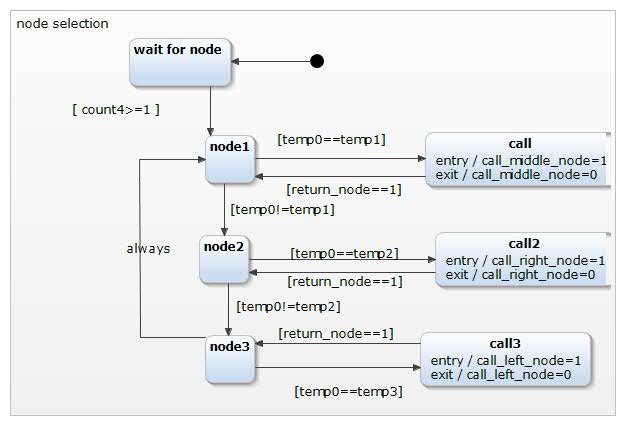 node selection
wait for node
[ count4>=1 ]
node1
[temp0==temp1]
call
entry / call_middle_node=1
exit / call_middle_node=0
[return_node==1]
[temp0!=temp1]
always
node2
[temp0==temp2]
call2
entry / call_right_node=1
exit / call_right_node=0
[return_node==1]
[temp0!=temp2]
node3
[return_node==1]
call3
entry / call_left_node=1
exit / call_left_node=0
[temp0==temp3]